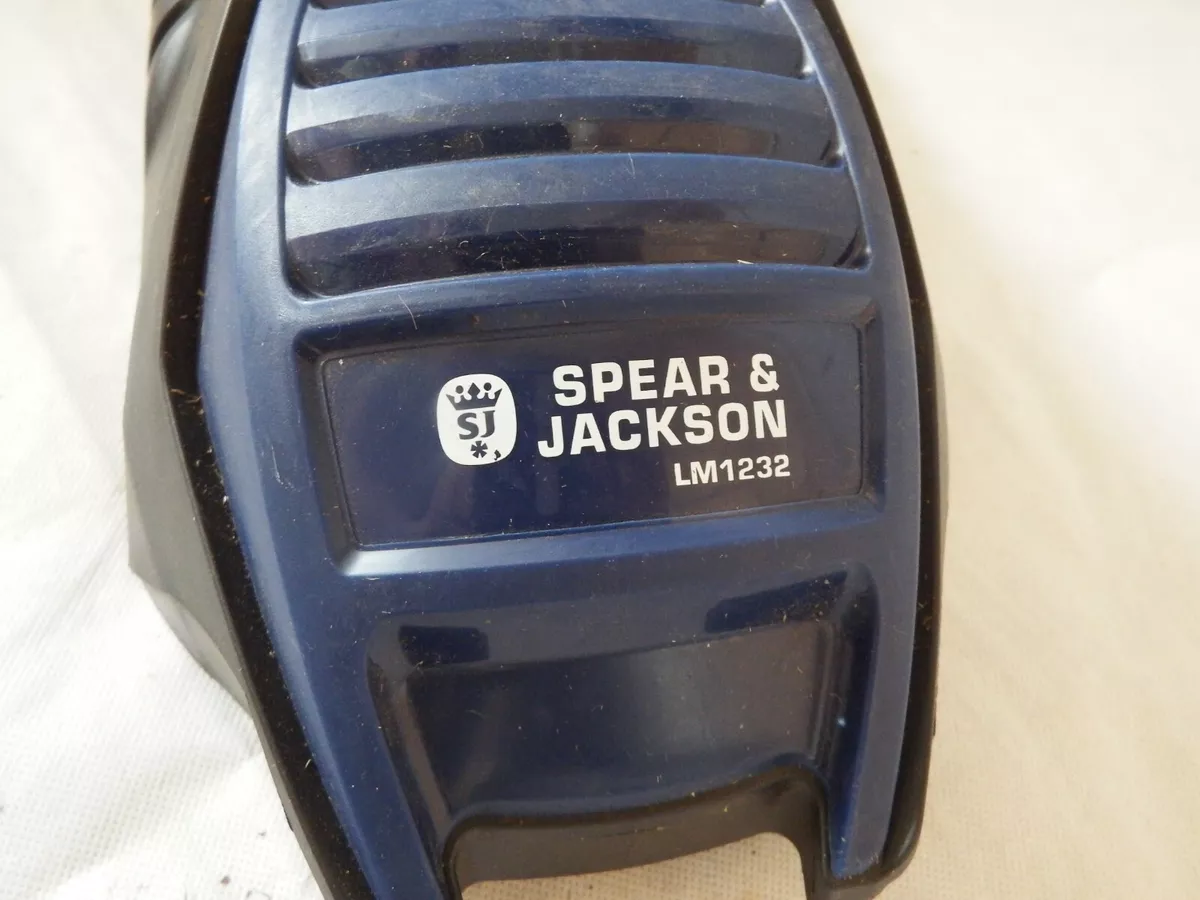 SJ
SPEAR &
JACKSON
LM1232